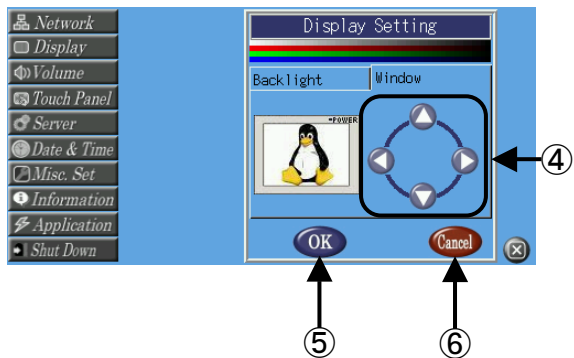 Network
Display
Volume
Touch Panel
Server
Date & Time
Misc. Set
Information
Application
Shut Down
Display Setting
Backlight
Window
POWER
④
OK
Cancel
⑤
⑥